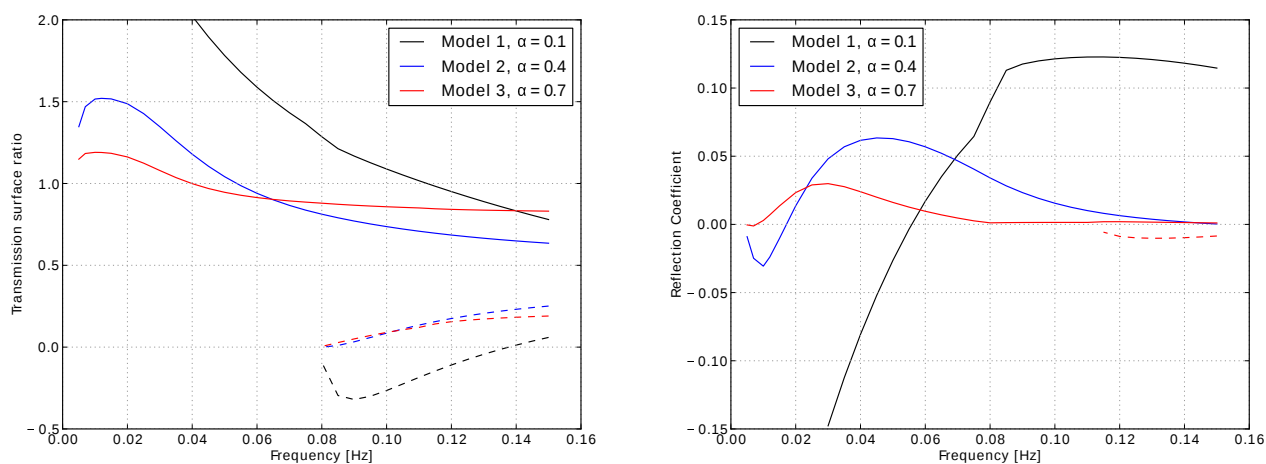 2.0
1.5
1.0
0.5
0.0
−0.5
0.00 0.02 0.04 0.06 0.08 0.10 0.12 0.14 0.16
Frequency [Hz]
Transmission surface ratio
Model 1, α = 0.1
Model 2, α = 0.4
Model 3, α = 0.7
0.15
0.10
0.05
0.00
−0.05
−0.10
−0.15
0.00 0.02 0.04 0.06 0.08 0.10 0.12 0.14 0.16
Frequency [Hz]
Reflection Coefficient
Model 1, α = 0.1
Model 2, α = 0.4
Model 3, α = 0.7